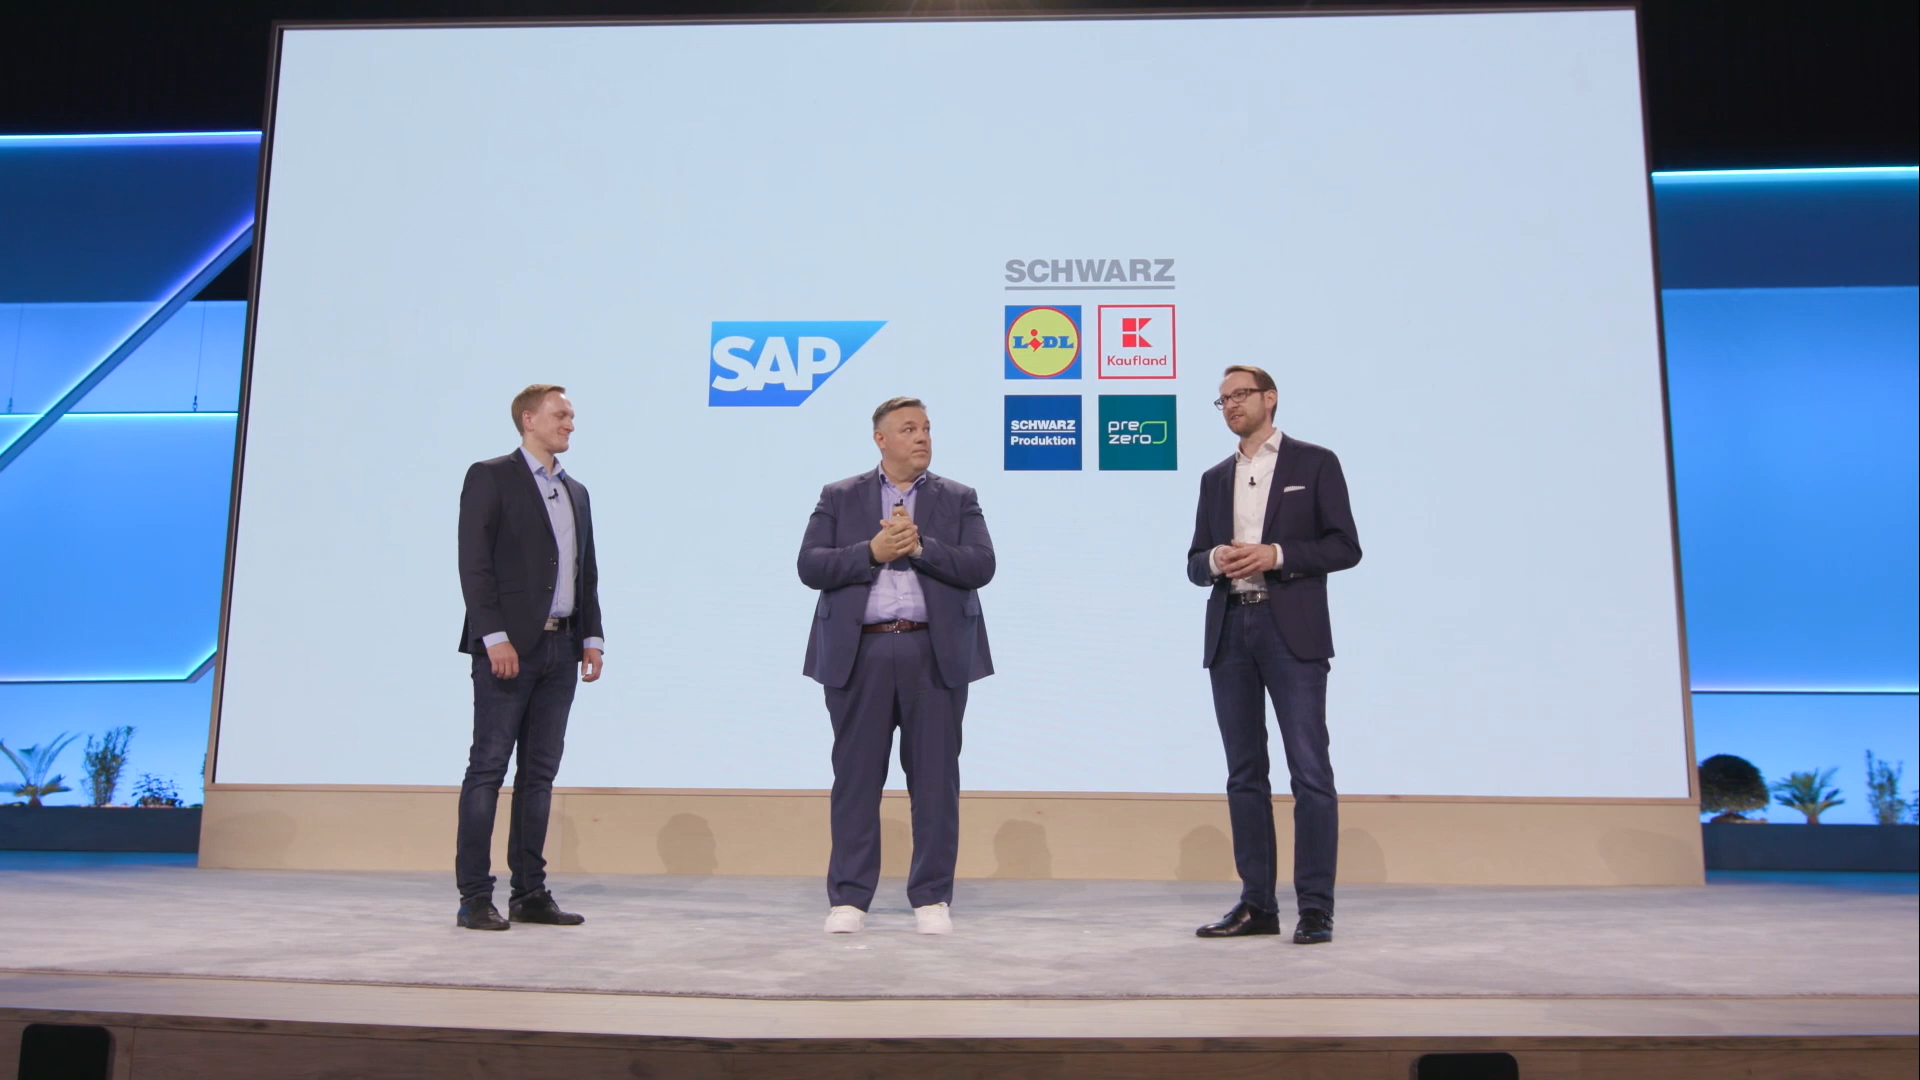 SAP
SCHWARZ
LIDL
Kaufland
SCHWARZ
Produktion
pre
zero